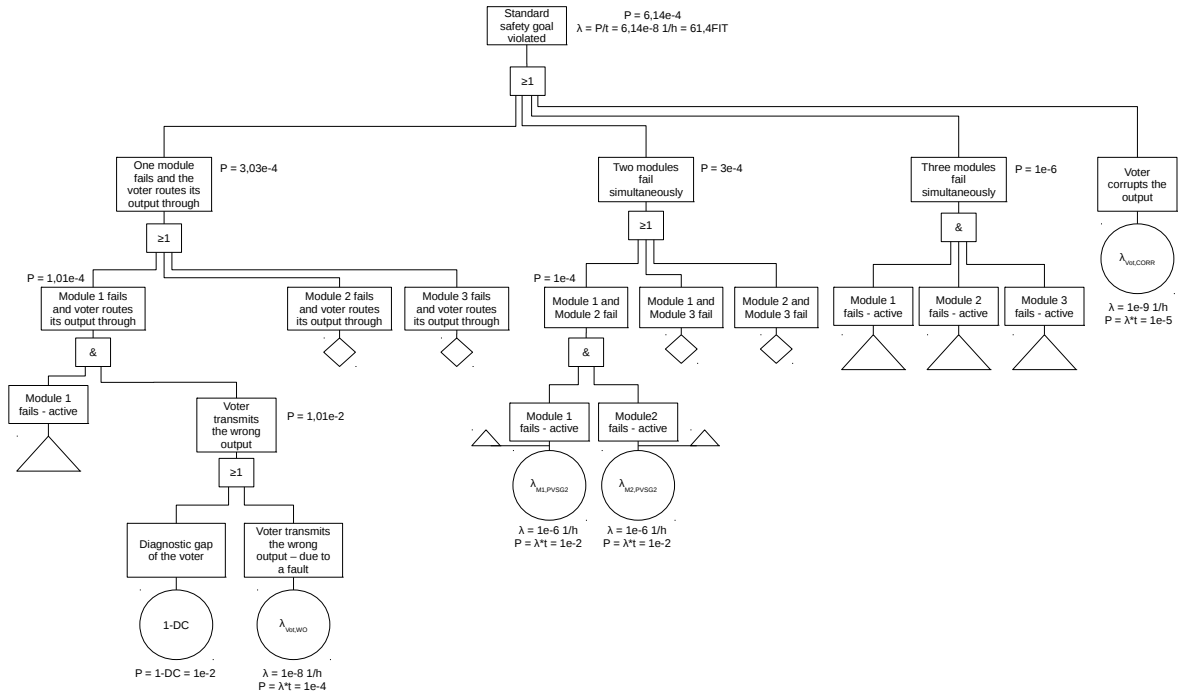 Standard
safety goal
violated
P = 6,14e-4
λ = P/t = 6,14e-8 1/h = 61,4FIT
≥1
One module
fails and the
voter routes its
output through
P = 3,03e-4
Two modules
fail
simultaneously
P = 3e-4
Three modules
fail
simultaneously
P = 1e-6
Voter
corrupts the
output
≥1
≥1
&
λVot,CORR
λ = 1e-9 1/h
P = λ*t = 1e-5
P = 1,01e-4
Module 1 fails
and voter routes
its output through
Module 2 fails
and voter routes
its output through
Module 3 fails
and voter routes
its output through
P = 1e-4
Module 1 and
Module 2 fail
Module 1 and
Module 3 fail
Module 2 and
Module 3 fail
Module 1
fails - active
Module 2
fails - active
Module 3
fails - active
&
&
Module 1
fails - active
Voter
transmits
the wrong
output
P = 1,01e-2
Module 1
fails - active
Module2
fails - active
≥1
λM1,PVSG2
λM2,PVSG2
λ = 1e-6 1/h
P = λ*t = 1e-2
λ = 1e-6 1/h
P = λ*t = 1e-2
Diagnostic gap
of the voter
Voter transmits
the wrong
output – due to
a fault
1-DC
λVot,WO
P = 1-DC = 1e-2
λ = 1e-8 1/h
P = λ*t = 1e-4